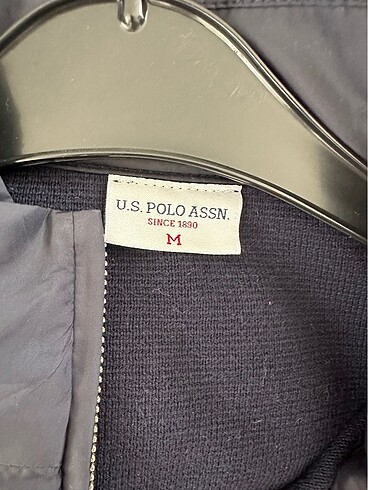 U.S. POLO ASSN.
SINCE 1890
M